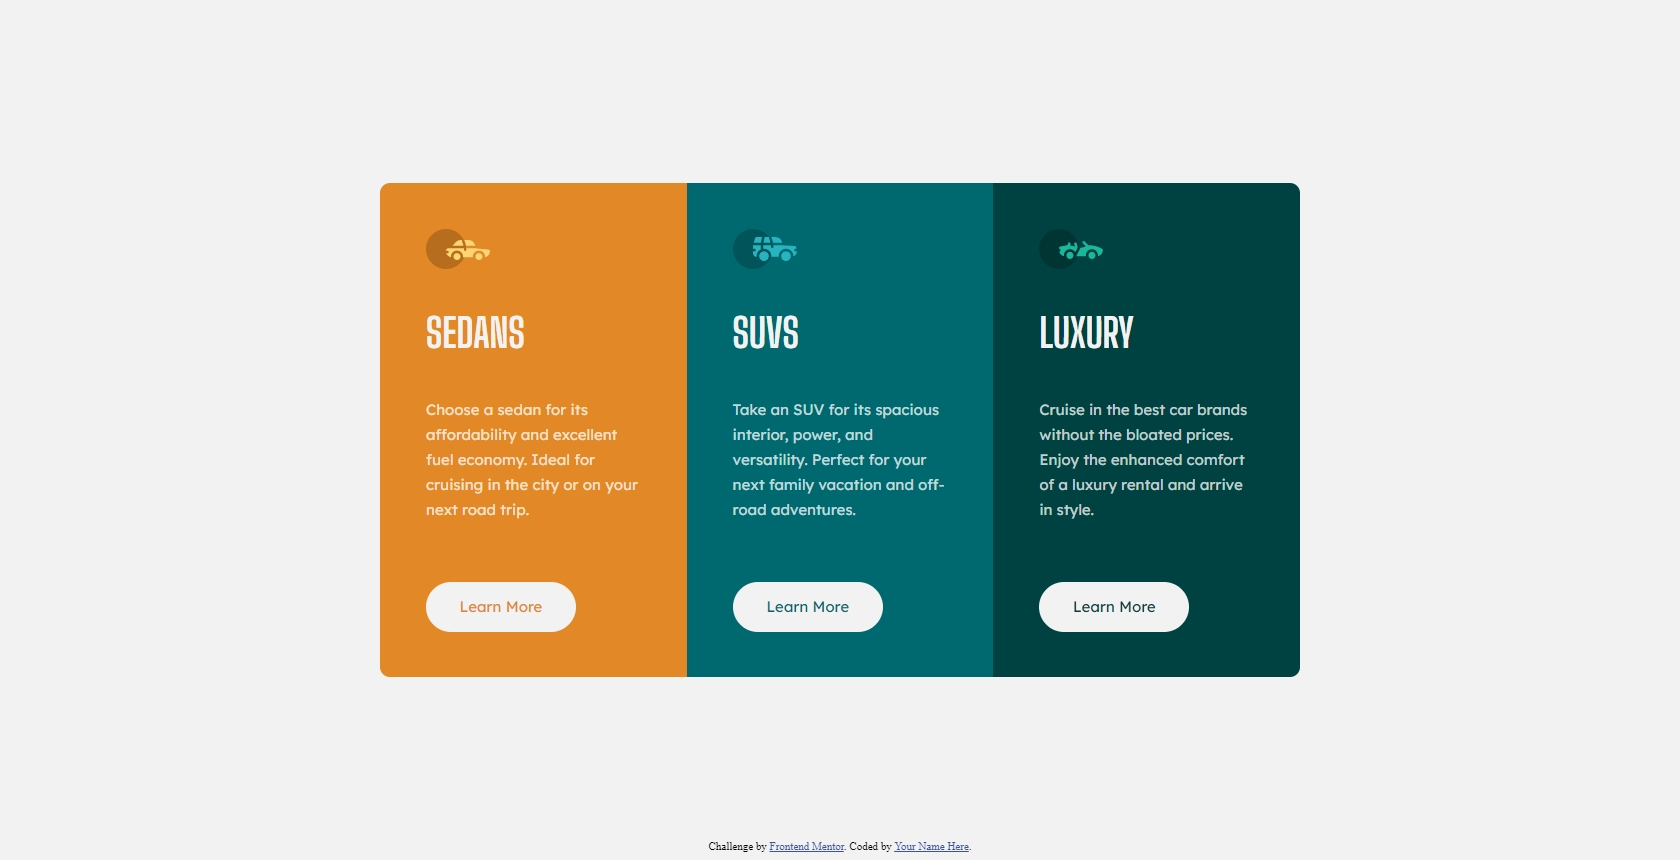 SEDANS
Choose a sedan for its
affordability and excellent
fuel economy. Ideal for
cruising in the city or on your
next road trip.
Learn More
SUVS
Take an SUV for its spacious
interior, power, and
versatility. Perfect for your
next family vacation and off-
road adventures.
Learn More
LUXURY
Cruise in the best car brands
without the bloated prices.
Enjoy the enhanced comfort
of a luxury rental and arrive
in style.
Learn More
Challenge by Frontend Mentor. Coded by Your Name Here.